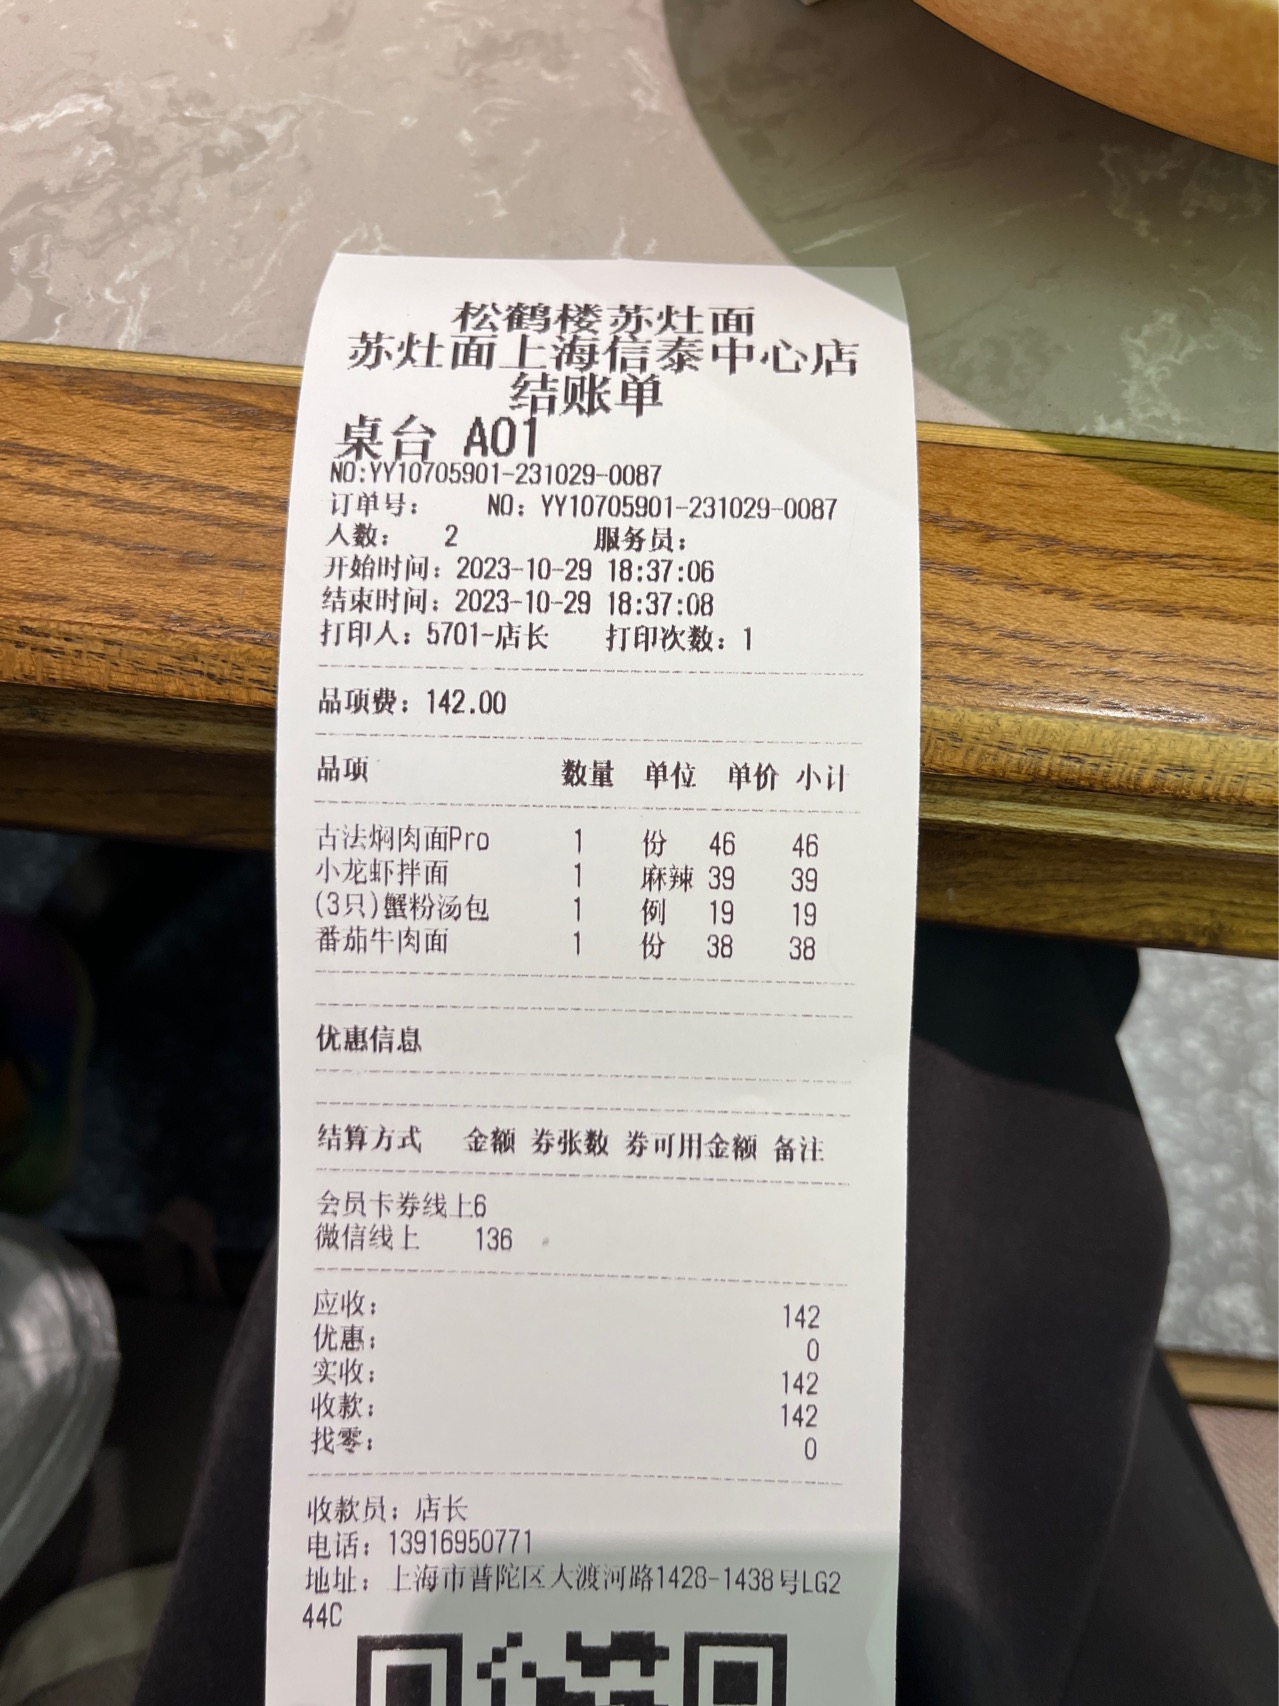 松鹤楼苏灶面
苏灶面上海信泰中心店
结账单
桌台 A01
NO:YY10705901-231029-0087
订单号: NO: YY10705901-231029-0087
人数: 2 服务员:
开始时间: 2023-10-29 18:37:06
结束时间: 2023-10-29 18:37:08
打印人: 5701-店长 打印次数: 1
品项费: 142.00
品项 数量 单位 单价 小计
古法焖肉面Pro 1 份 46 46
小龙虾拌面 1 麻辣 39 39
(3只)蟹粉汤包 1 例 19 19
番茄牛肉面 1 份 38 38
优惠信息
结算方式 金额 券张数 券可用金额 备注
会员卡券线上6
微信线上 136
应收: 142
优惠: 0
实收: 142
收款: 142
找零: 0
收款员: 店长
电话: 13916950771
地址: 上海市普陀区大渡河路1428-1438号LG2
44C